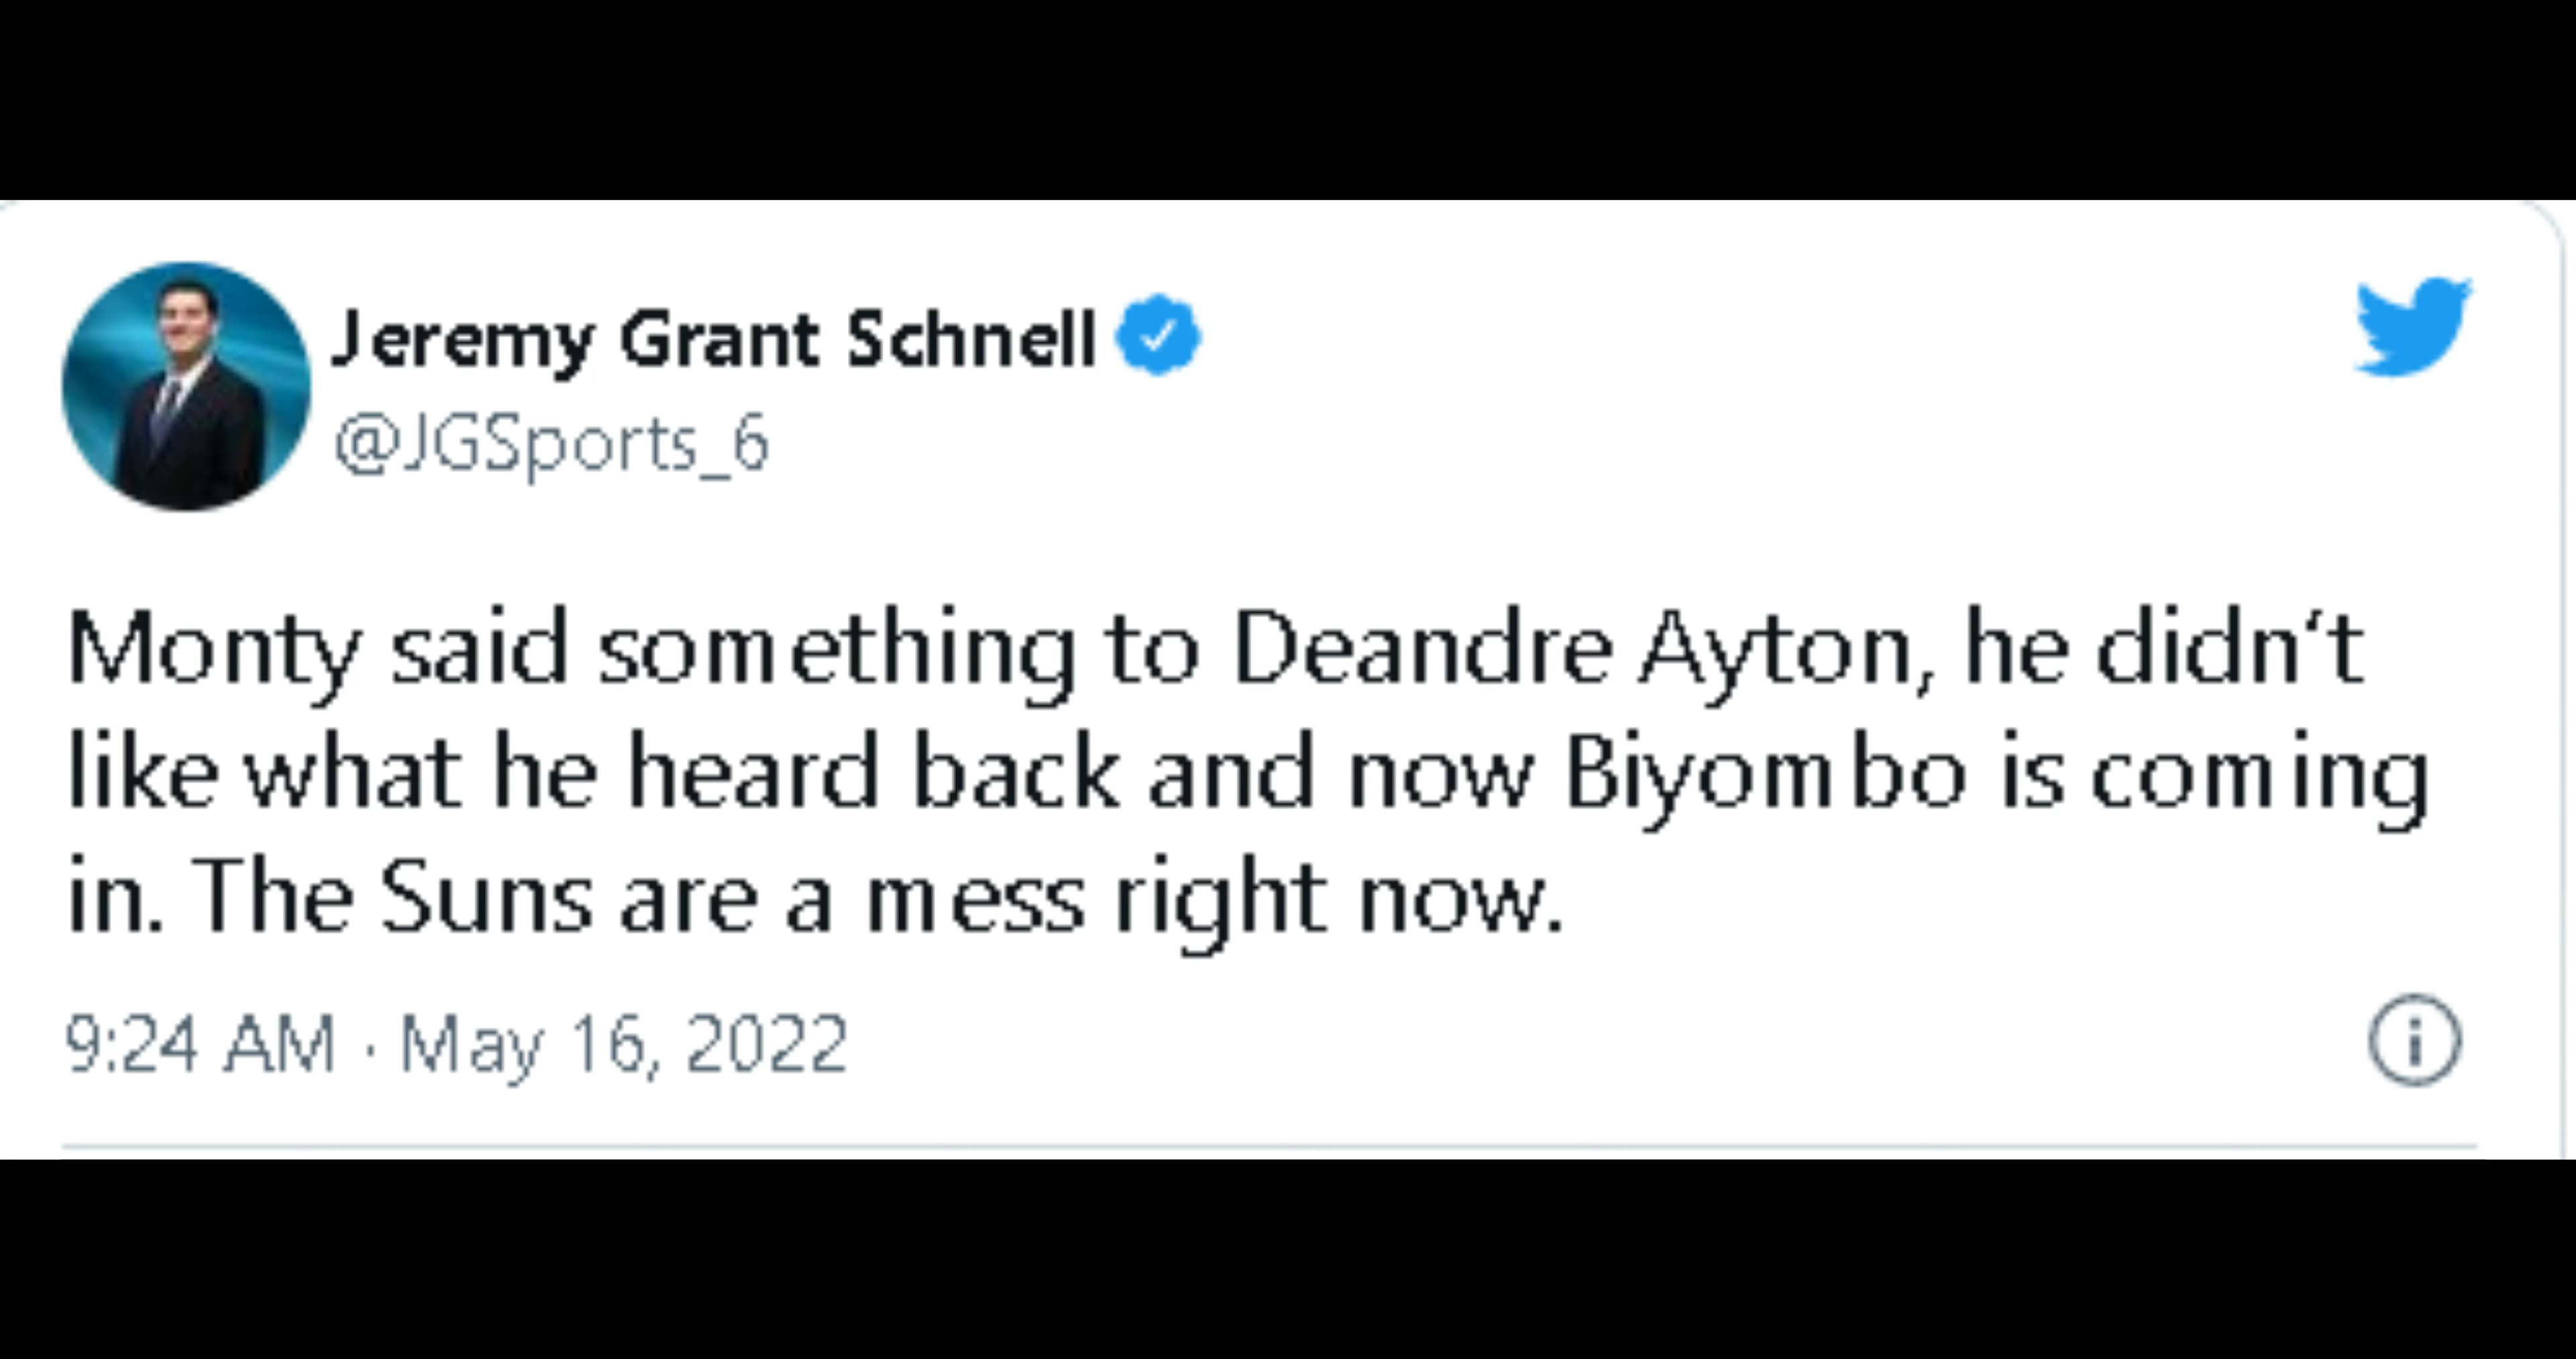 Jeremy Grant Schnell
@JGSports_6
Monty said something to Deandre Ayton, he didn‘t
like what he heard back and now Biyombo is coming
in. The Suns are a mess right now.
9:24 AM · May 16, 2022